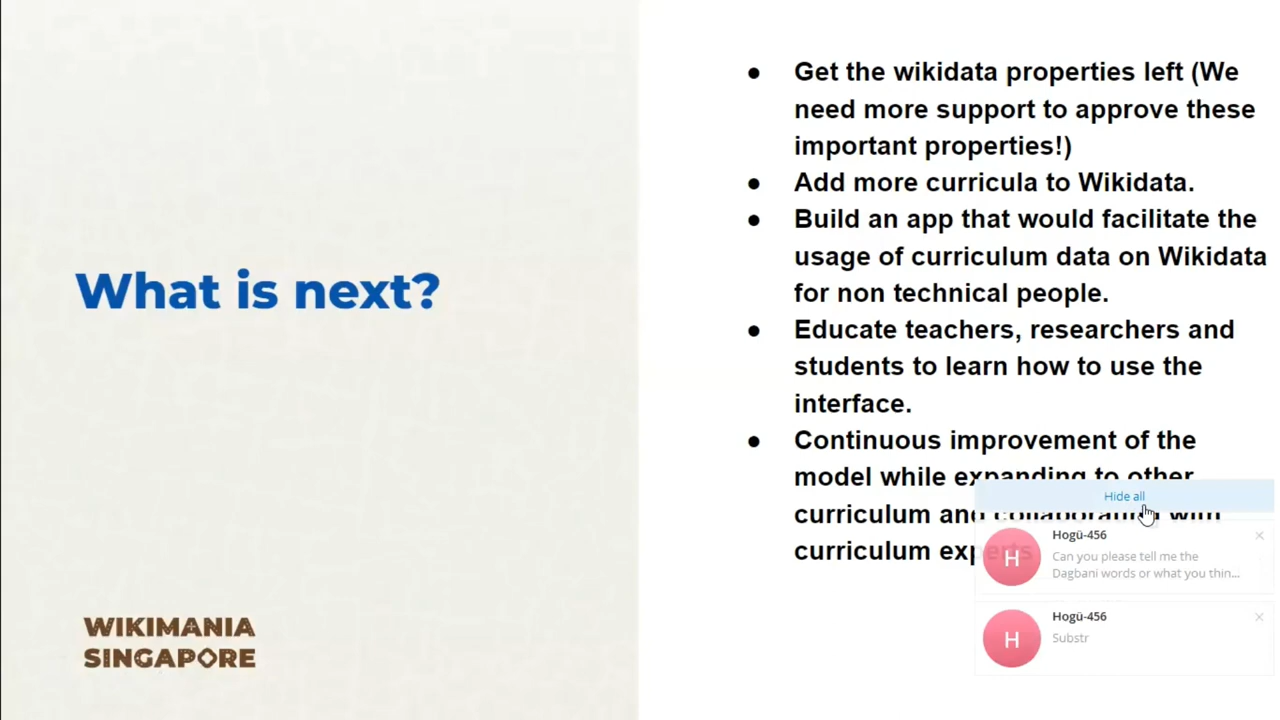 What is next?
WIKIMANIA
SINGAPORE
● Get the wikidata properties left (We
need more support to approve these
important properties!)
● Add more curricula to Wikidata.
● Build an app that would facilitate the
usage of curriculum data on Wikidata
for non technical people.
● Educate teachers, researchers and
students to learn how to use the
interface.
● Continuous improvement of the
model while expanding to other
curriculum and collaboration with
curriculum experts
Hide all
H
Hogü-456
Can you please tell me the
Dagbani words or what you thin...
H
Hogü-456
Substr